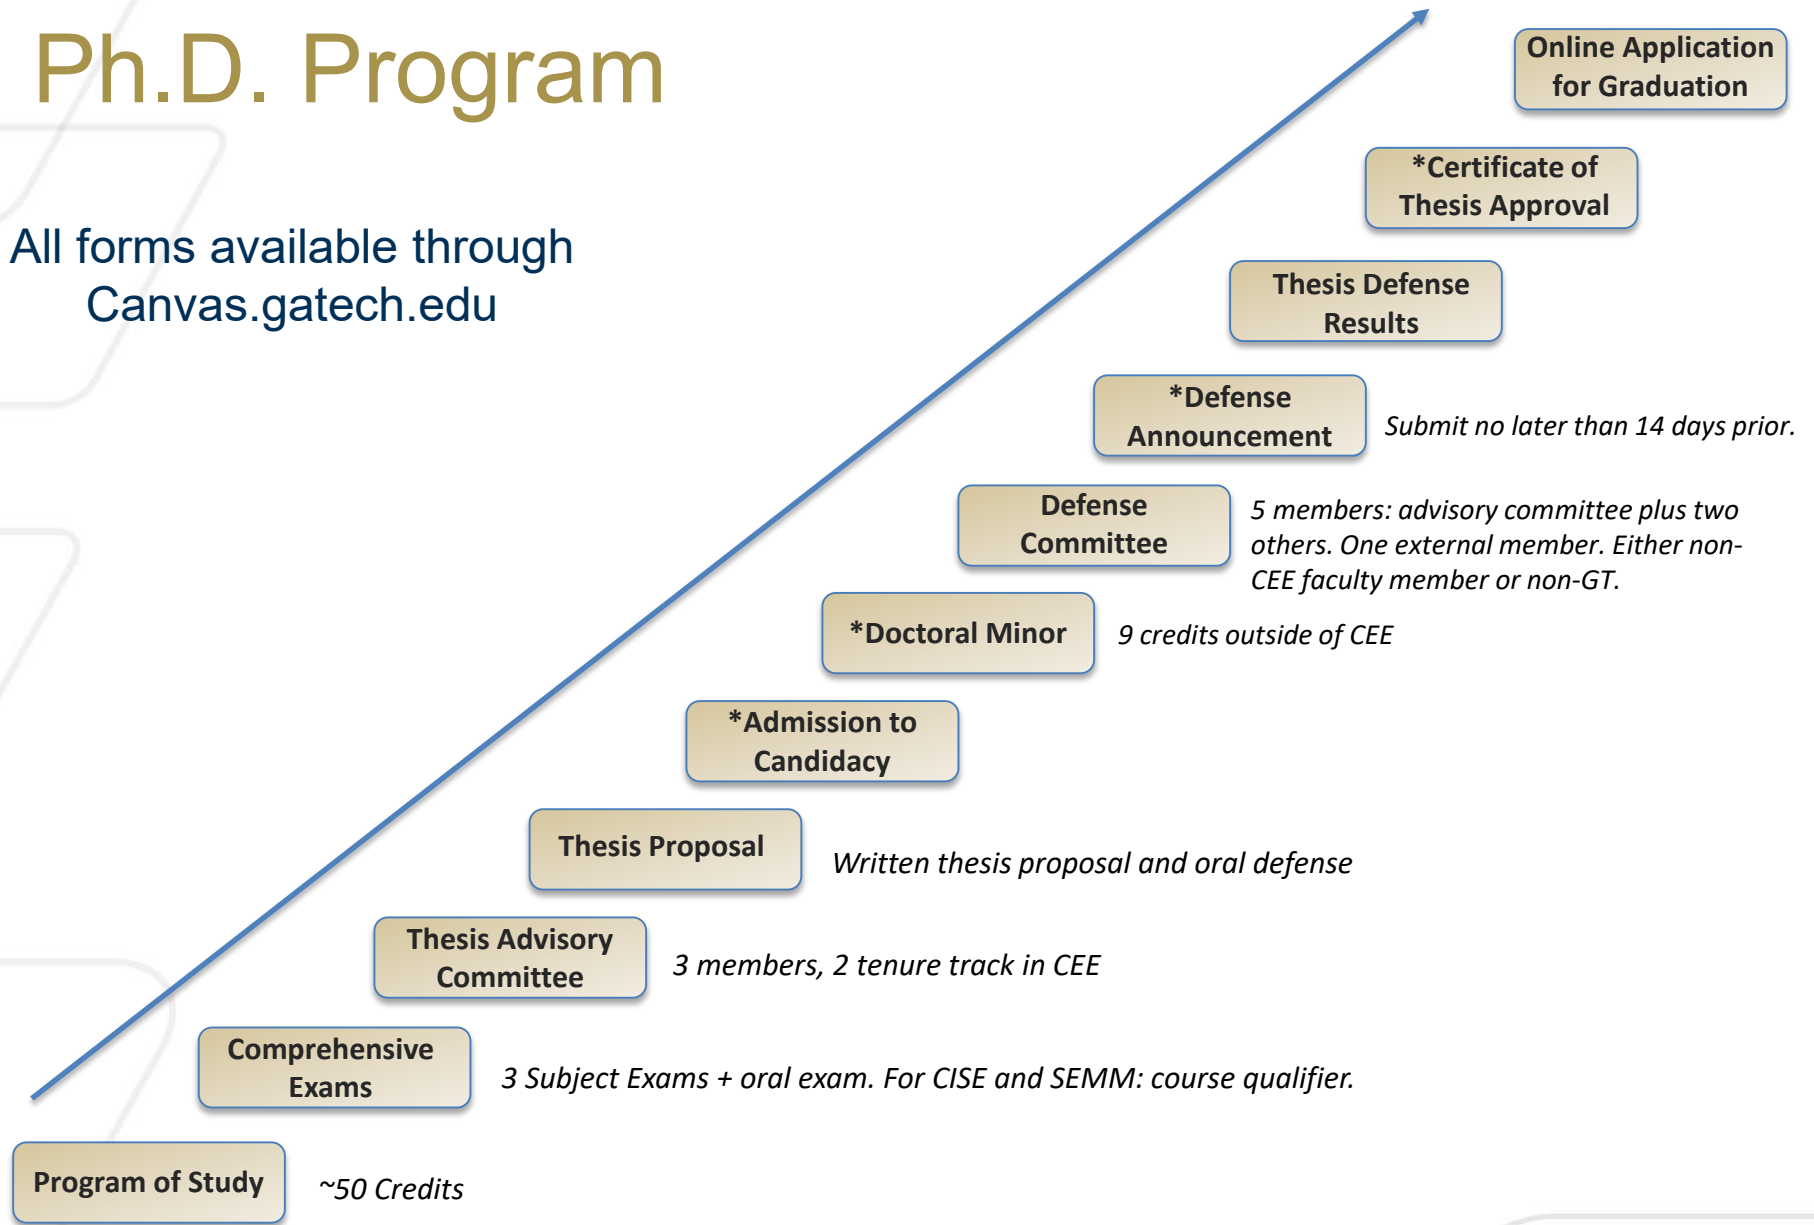 Ph.D. Program
All forms available through
Canvas.gatech.edu
Online Application
for Graduation
*Certificate of
Thesis Approval
Thesis Defense
Results
*Defense
Announcement
Submit no later than 14 days prior.
Defense
Committee
5 members: advisory committee plus two
others. One external member. Either non-
CEE faculty member or non-GT.
*Doctoral Minor
9 credits outside of CEE
*Admission to
Candidacy
Thesis Proposal
Written thesis proposal and oral defense
Thesis Advisory
Committee
3 members, 2 tenure track in CEE
Comprehensive
Exams
3 Subject Exams + oral exam. For CISE and SEMM: course qualifier.
Program of Study
~50 Credits